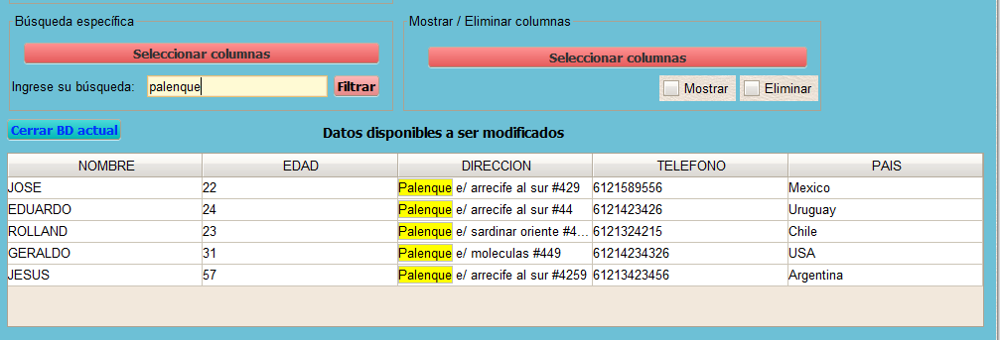 Búsqueda específica
Mostrar / Eliminar columnas
Seleccionar columnas
Seleccionar columnas
Ingrese su búsqueda: palenque Filtrar
Mostrar Eliminar
Cerrar BD actual
Datos disponibles a ser modificados
NOMBRE EDAD DIRECCION TELEFONO PAIS
JOSE 22 Palenque e/ arrecife al sur #429 6121589556 Mexico
EDUARDO 24 Palenque e/ arrecife al sur #44 6121423426 Uruguay
ROLLAND 23 Palenque e/ sardinar oriente #4... 6121324215 Chile
GERALDO 31 Palenque e/ moleculas #449 61214234326 USA
JESUS 57 Palenque e/ arrecife al sur #4259 61213423456 Argentina